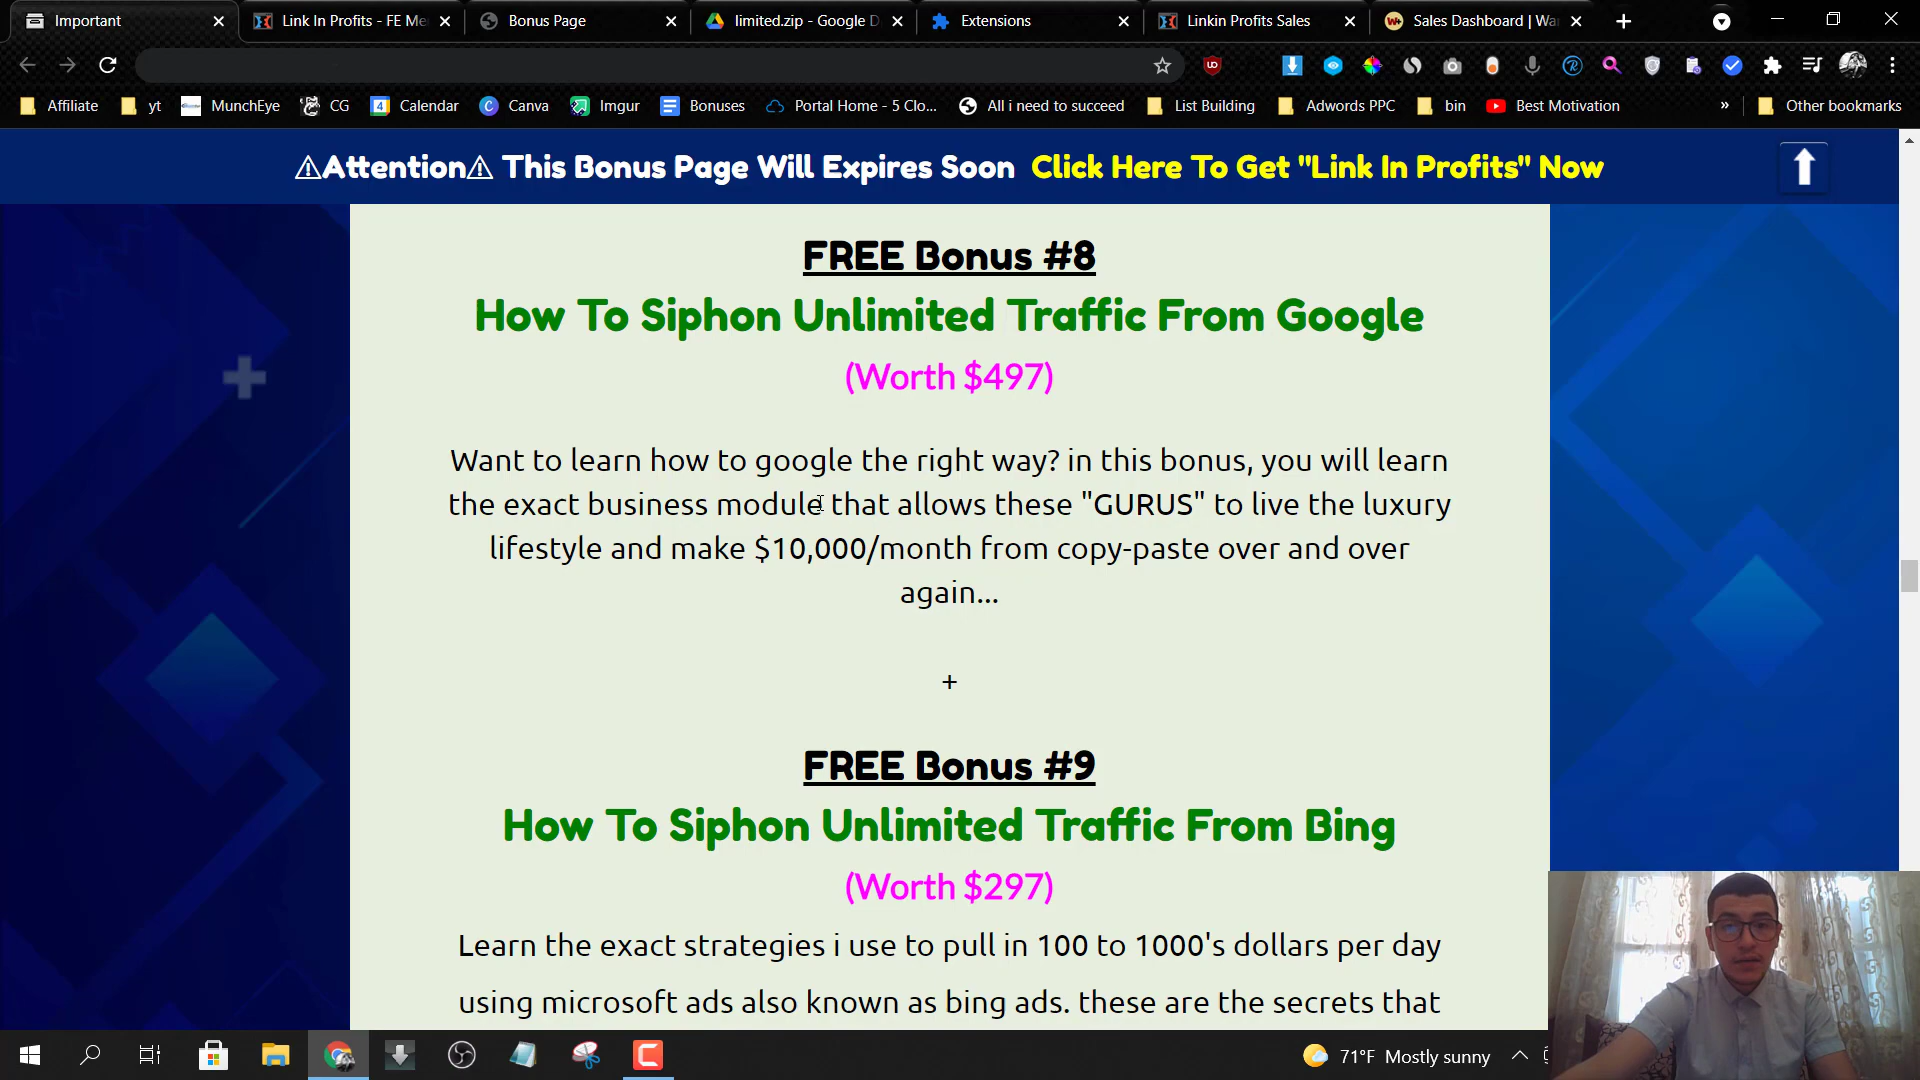 Important
Link In Profits - FE Me
Bonus Page
limited.zip - Google D
Extensions
Linkin Profits Sales
Sales Dashboard | Wa
Affiliate
yt
MunchEye
CG
Calendar
Canva
Imgur
Bonuses
Portal Home - 5 Clo...
All i need to succeed
List Building
Adwords PPC
bin
Best Motivation
»
Other bookmarks
⚠Attention⚠ This Bonus Page Will Expires Soon Click Here To Get "Link In Profits" Now
FREE Bonus #8
How To Siphon Unlimited Traffic From Google
(Worth $497)
Want to learn how to google the right way? in this bonus, you will learn
the exact business module that allows these "GURUS" to live the luxury
lifestyle and make $10,000/month from copy-paste over and over
again...
+
FREE Bonus #9
How To Siphon Unlimited Traffic From Bing
(Worth $297)
Learn the exact strategies i use to pull in 100 to 1000's dollars per day
using microsoft ads also known as bing ads. these are the secrets that
71°F Mostly sunny